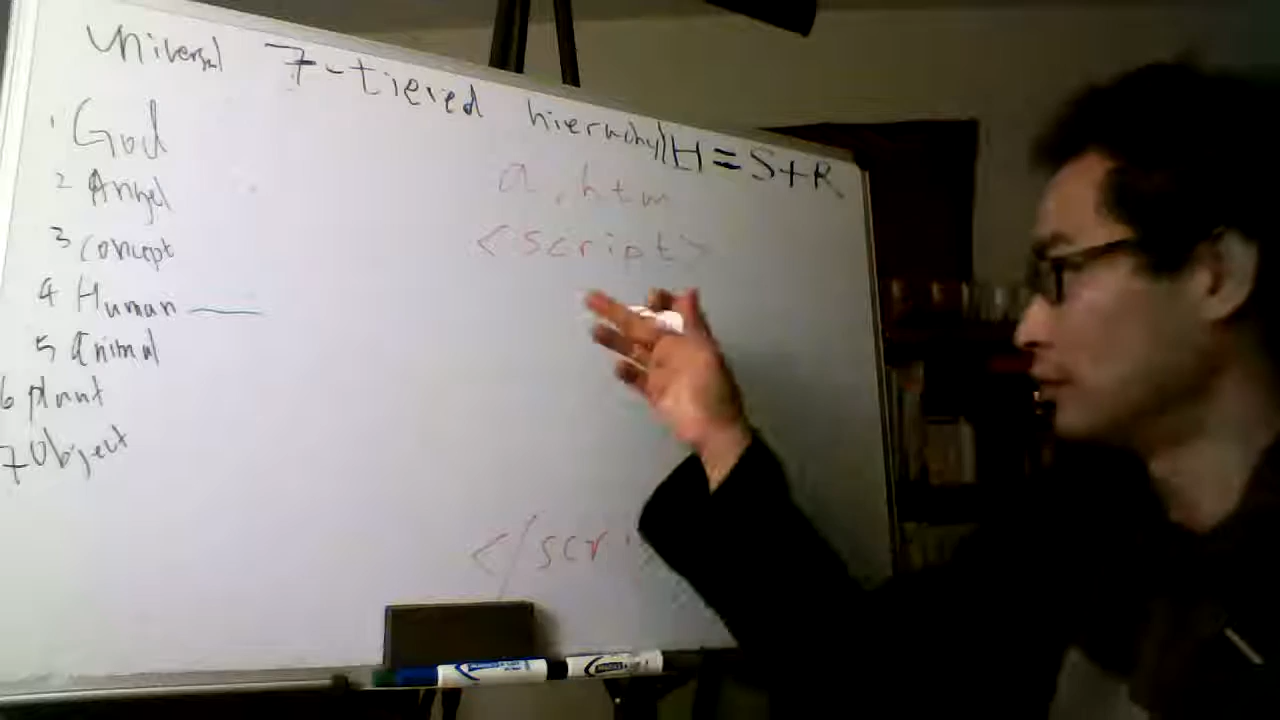 Universal 7-tiered hierarchy H=S+R
1 God
2 Angel
3 Concept
4 Human
5 Animal
6 plant
7 Object
a.htm
<script>
</scri